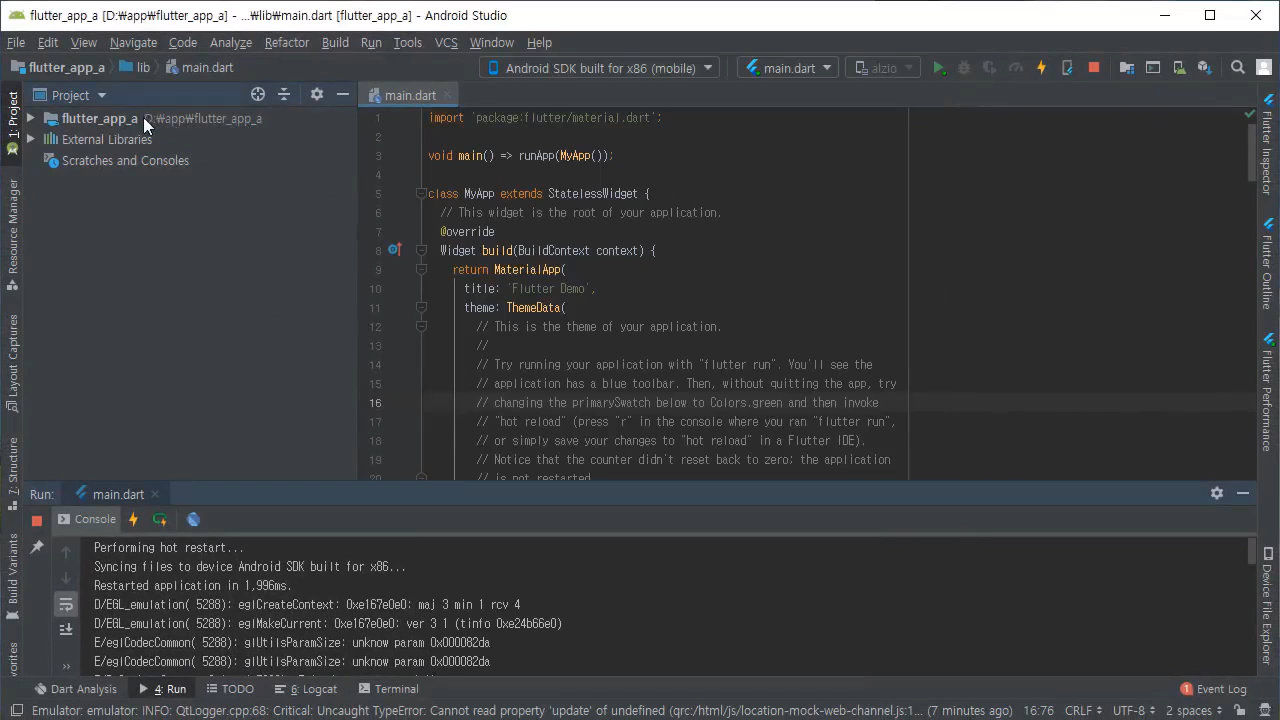 flutter_app_a [D:₩app₩flutter_app_a] - ...₩lib₩main.dart [flutter_app_a] - Android Studio
File Edit View Navigate Code Analyze Refactor Build Run Tools VCS Window Help
flutter_app_a lib main.dart Android SDK built for x86 (mobile) main.dart alzio
1: Project
Resource Manager
Layout Captures
7: Structure
Build Variants
Project
flutter_app_a D:₩app₩flutter_app_a
External Libraries
Scratches and Consoles
main.dart
1 import 'package:flutter/material.dart';
2
3 void main() => runApp(MyApp());
4
5 class MyApp extends StatelessWidget {
6 // This widget is the root of your application.
7 @override
8 Widget build(BuildContext context) {
9 return MaterialApp(
10 title: 'Flutter Demo',
11 theme: ThemeData(
12 // This is the theme of your application.
13 //
14 // Try running your application with "flutter run". You'll see the
15 // application has a blue toolbar. Then, without quitting the app, try
16 // changing the primarySwatch below to Colors.green and then invoke
17 // "hot reload" (press "r" in the console where you ran "flutter run",
18 // or simply save your changes to "hot reload" in a Flutter IDE).
19 // Notice that the counter didn't reset back to zero; the application
20 // is not restarted
Flutter Inspector
Flutter Outline
Flutter Performance
Device File Explorer
Run: main.dart
Console
Performing hot restart...
Syncing files to device Android SDK built for x86...
Restarted application in 1,996ms.
D/EGL_emulation( 5288): eglCreateContext: 0xe167e0e0: maj 3 min 1 rcv 4
D/EGL_emulation( 5288): eglMakeCurrent: 0xe167e0e0: ver 3 1 (tinfo 0xe24b66e0)
E/eglCodecCommon( 5288): glUtilsParamSize: unknow param 0x000082da
E/eglCodecCommon( 5288): glUtilsParamSize: unknow param 0x000082da
Dart Analysis 4: Run TODO 6: Logcat Terminal 1 Event Log
Emulator: emulator: INFO: QtLogger.cpp:68: Critical: Uncaught TypeError: Cannot read property 'update' of undefined (qrc:/html/js/location-mock-web-channel.js:1... (7 minutes ago) 16:76 CRLF UTF-8 2 spaces